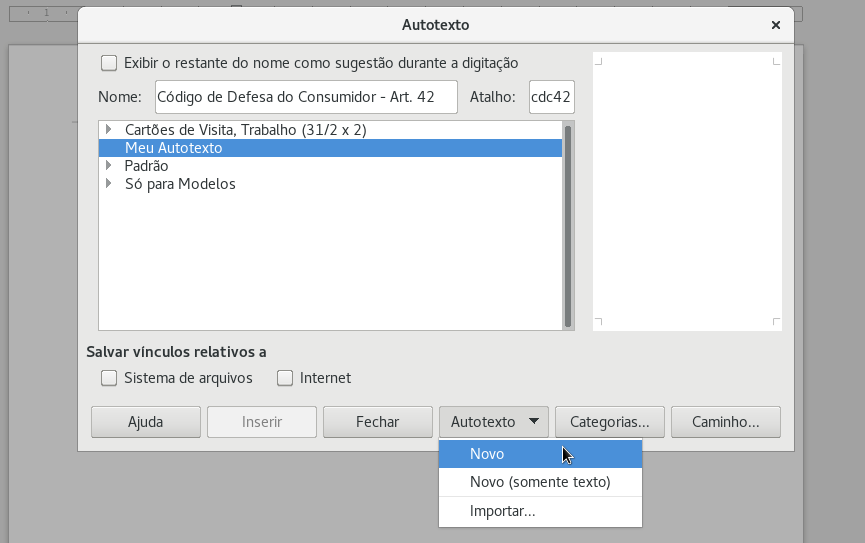 1
Autotexto
Exibir o restante do nome como sugestão durante a digitação
Nome: Código de Defesa do Consumidor - Art. 42 Atalho: cdc42
Cartões de Visita, Trabalho (31/2 x 2)
Meu Autotexto
Padrão
Só para Modelos
Salvar vínculos relativos a
Sistema de arquivos Internet
Ajuda Inserir Fechar Autotexto Categorias... Caminho...
Novo
Novo (somente texto)
Importar...